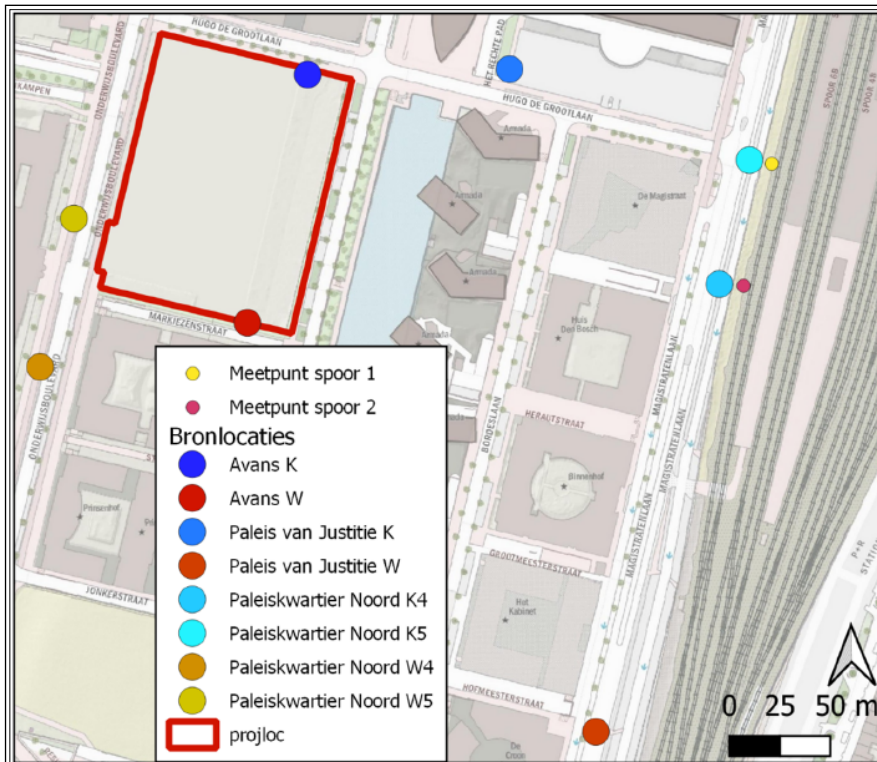 HUGO DE GROOTLAAN
HET RECHTE PAD
MAGISTRATENLAAN
SPOOR 6B
SPOOR 4B
ONDERWIJSBOULEVARD
KAMPEN
HUGO DE GROOTLAAN
Armada
De Magistraat
Armada
ONDERWIJSBOULEVARD
Armada
MARKIEZENSTRAAT
Huis
Den Bosch
Armada
MAGISTRATENLAAN
ONDERWIJSBOULEVARD
BORDESLAAN
HERAUTSTRAAT
MAGISTRATENLAAN
Binnenhof
Prinsenhof
GROOTMEESTERSTRAAT
MAGISTRATENLAAN
P+R
JONKERSTRAAT
Het
Kabinet
HOFMEESTERSTRAAT
De
Croon
Meetpunt spoor 1
Meetpunt spoor 2
Bronlocaties
Avans K
Avans W
Paleis van Justitie K
Paleis van Justitie W
Paleiskwartier Noord K4
Paleiskwartier Noord K5
Paleiskwartier Noord W4
Paleiskwartier Noord W5
projloc
0 25 50 m